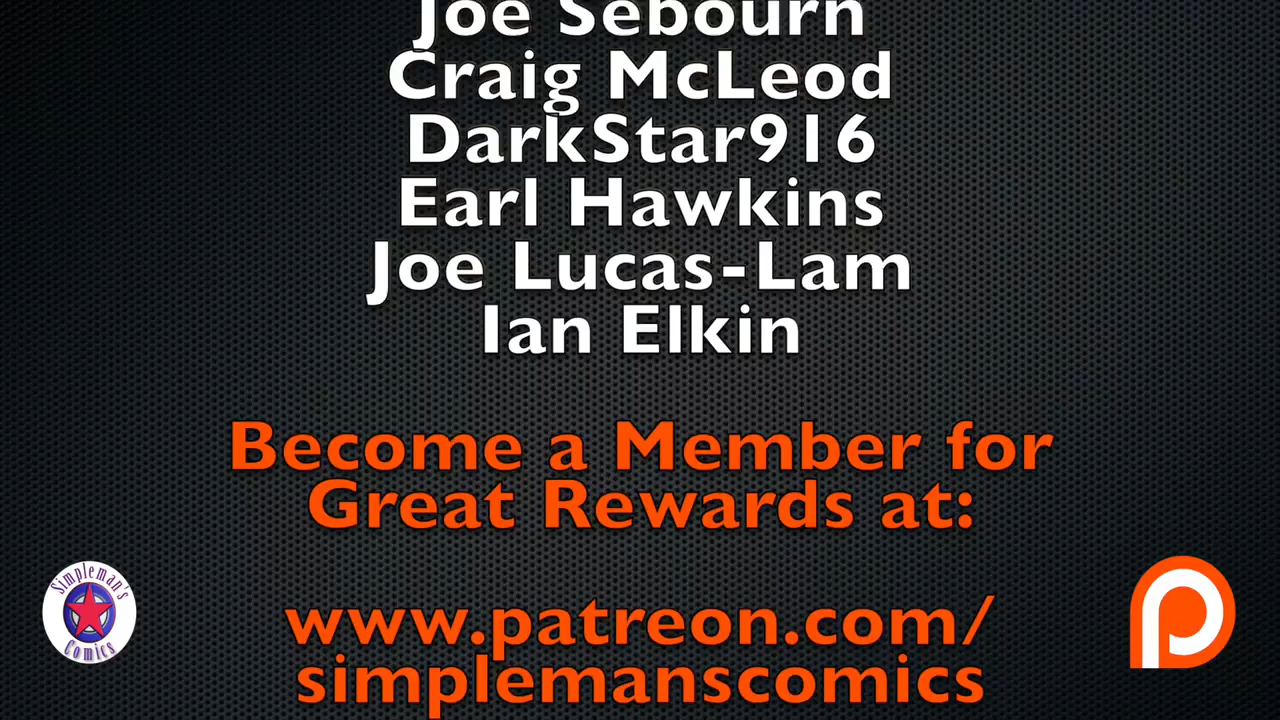 Joe Sebourn
Craig McLeod
DarkStar916
Earl Hawkins
Joe Lucas-Lam
Ian Elkin
Become a Member for
Great Rewards at:
Simpleman's
Comics
www.patreon.com/
simplemanscomics